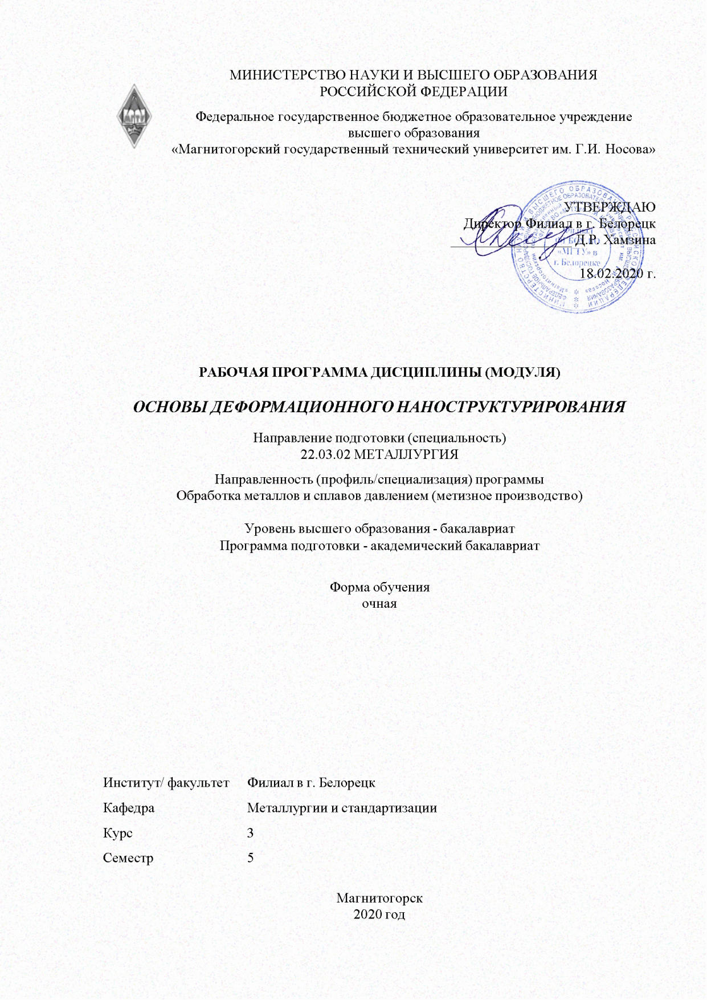 МИНИСТЕРСТВО НАУКИ И ВЫСШЕГО ОБРАЗОВАНИЯ
РОССИЙСКОЙ ФЕДЕРАЦИИ
МГТУ
Федеральное государственное бюджетное образовательное учреждение
высшего образования
«Магнитогорский государственный технический университет им. Г.И. Носова»
УТВЕРЖДАЮ
Директор Филиал в г. Белорецк
Д.Р. Хамзина
18.02.2020 г.
«МГТУ» в
г. Белорецке
РАБОЧАЯ ПРОГРАММА ДИСЦИПЛИНЫ (МОДУЛЯ)
ОСНОВЫ ДЕФОРМАЦИОННОГО НАНОСТРУКТУРИРОВАНИЯ
Направление подготовки (специальность)
22.03.02 МЕТАЛЛУРГИЯ
Направленность (профиль/специализация) программы
Обработка металлов и сплавов давлением (метизное производство)
Уровень высшего образования - бакалавриат
Программа подготовки - академический бакалавриат
Форма обучения
очная
Институт/ факультет Филиал в г. Белорецк
Кафедра Металлургии и стандартизации
Курс 3
Семестр 5
Магнитогорск
2020 год